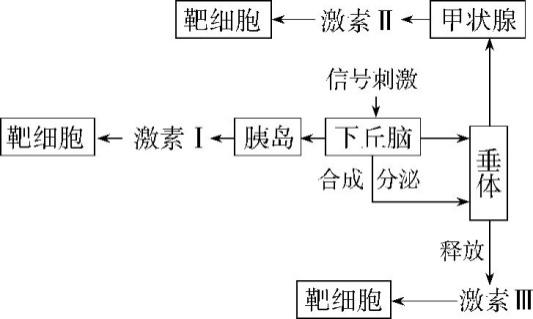 靶细胞 激素Ⅱ 甲状腺
信号刺激
靶细胞 激素Ⅰ 胰岛 下丘脑
垂体
合成 分泌
释放
靶细胞 激素Ⅲ